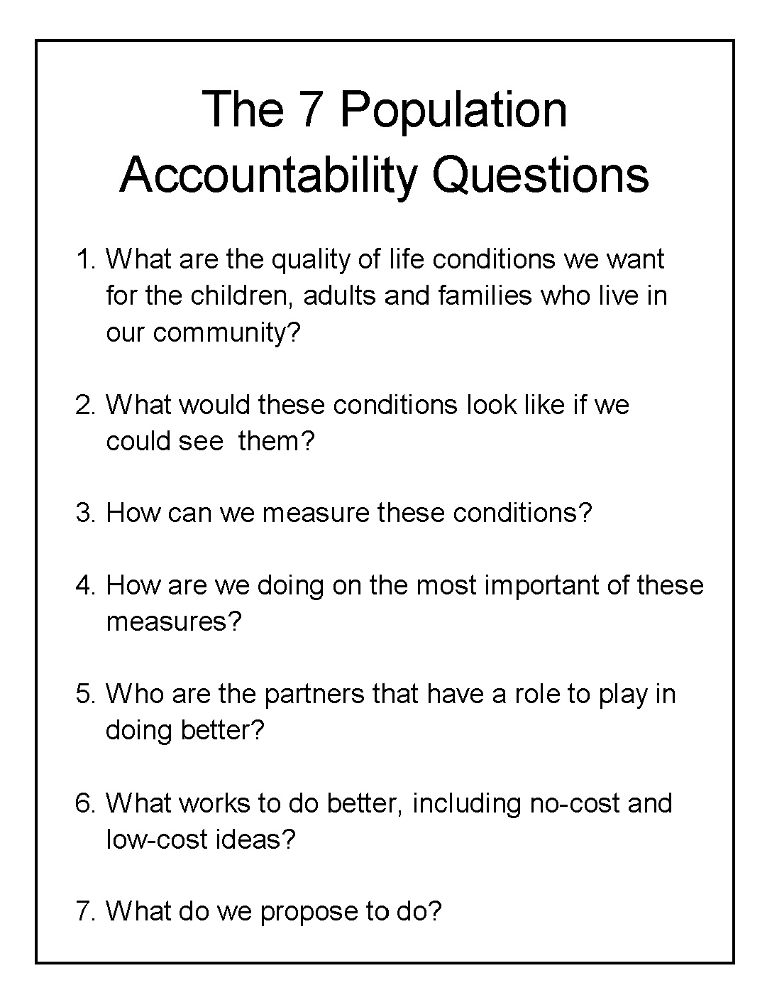 The 7 Population
Accountability Questions
1. What are the quality of life conditions we want
for the children, adults and families who live in
our community?
2. What would these conditions look like if we
could see  them?
3. How can we measure these conditions?
4. How are we doing on the most important of these
measures?
5. Who are the partners that have a role to play in
doing better?
6. What works to do better, including no-cost and
low-cost ideas?
7. What do we propose to do?